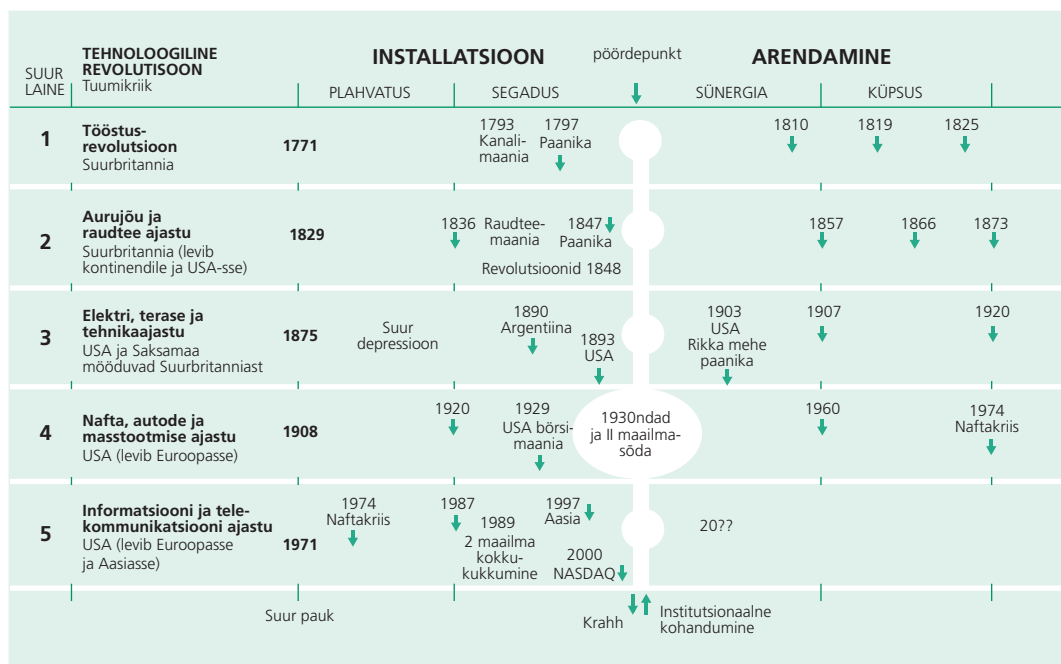 SUUR
LAINE
TEHNOLOOGILINE
REVOLUTISOON
Tuumikriik
INSTALLATSIOON
pöördepunkt
ARENDAMINE
PLAHVATUS
SEGADUS
SÜNERGIA
KÜPSUS
1
Tööstus-
revolutsioon
Suurbritannia
1771
1793
Kanali-
maania
1797
Paanika
1810
1819
1825
2
Aurujõu ja
raudtee ajastu
Suurbritannia (levib
kontinendile ja USA-sse)
1829
1836
Raudtee-
maania
1847
Paanika
Revolutsioonid 1848
1857
1866
1873
3
Elektri, terase ja
tehnikaajastu
USA ja Saksamaa
mööduvad Suurbritanniast
1875
Suur
depressioon
1890
Argentiina
1893
USA
1903
USA
Rikka mehe
paanika
1907
1920
4
Nafta, autode ja
masstootmise ajastu
USA (levib Euroopasse)
1908
1920
1929
USA börsi-
maania
1930ndad
ja II maailma-
sõda
1960
1974
Naftakriis
5
Informatsiooni ja tele-
kommunikatsiooni ajastu
USA (levib Euroopasse
ja Aasiasse)
1971
1974
Naftakriis
1987
1989
2 maailma
kokku-
kukkumine
1997
Aasia
2000
NASDAQ
20??
Suur pauk
Krahh
Institutsionaalne
kohandumine